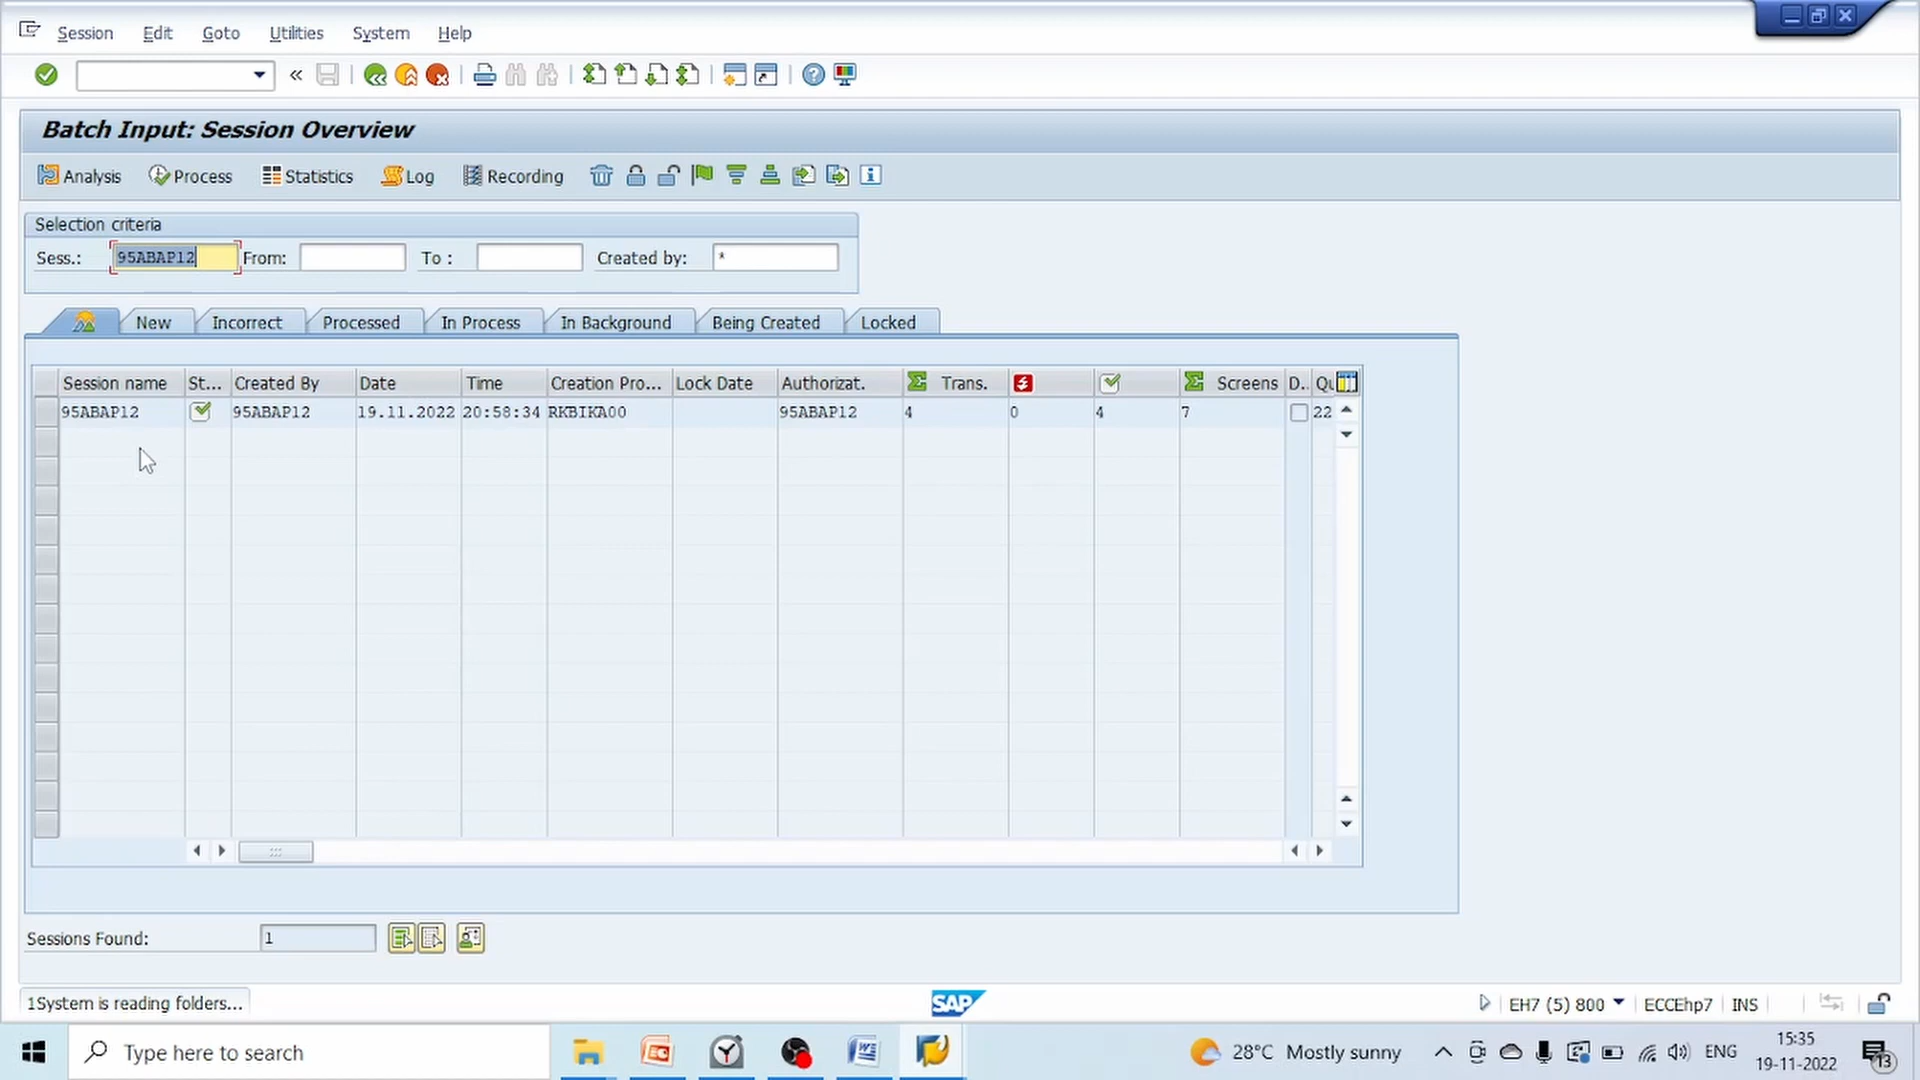 Session Edit Goto Utilities System Help
Batch Input: Session Overview
Analysis Process Statistics Log Recording
Selection criteria
Sess.: 95ABAP12 From: To : Created by: *
New Incorrect Processed In Process In Background Being Created Locked
Session name St... Created By Date Time Creation Pro... Lock Date Authorizat. Trans. Screens D.. Qu
95ABAP12 95ABAP12 19.11.2022 20:58:34 RKBIKA00 95ABAP12 4 0 4 7 22
Sessions Found: 1
1System is reading folders...
SAP
EH7 (5) 800 ECCEhp7 INS
Type here to search
28°C Mostly sunny
ENG
15:35
19-11-2022
13